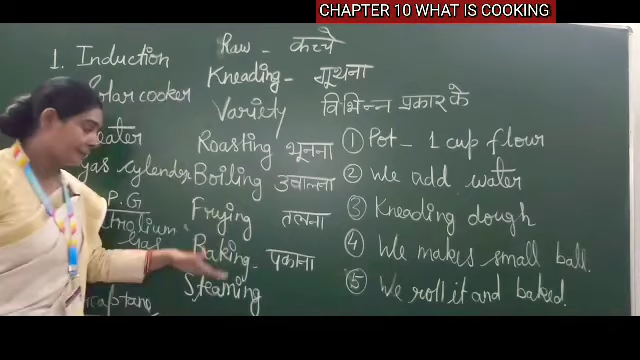 CHAPTER 10 WHAT IS COOKING
1. Induction
Solar cooker
Heater
Gas cylender
P.G
Petrolium
Gas
Raw - कच्चे
Kneading - गूथना
Variety विभिन्न प्रकार के
Roasting भूनना
Boiling उबालना
Frying तलना
Baking - पकाना
Steaming
① Pot - 1 cup flour
② We add water
③ Kneading dough
④ We makes small ball.
⑤ We roll it and baked.